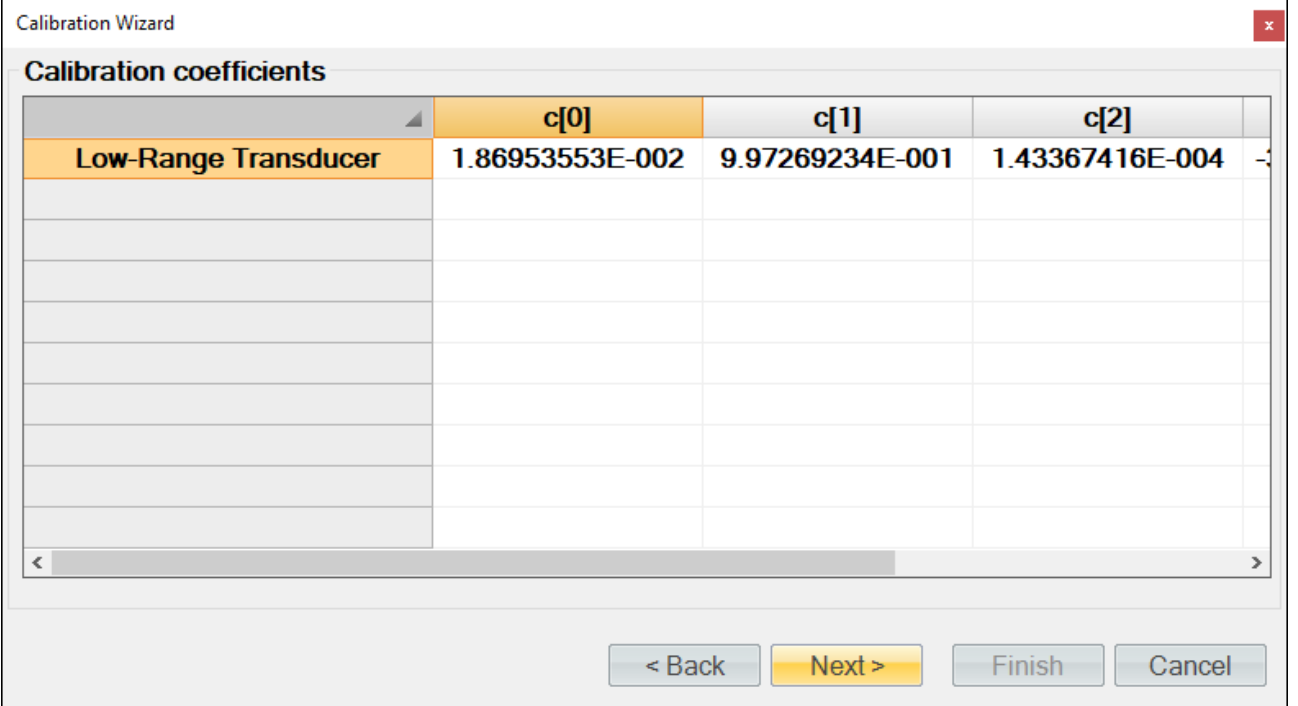 Calibration Wizard
x
Calibration coefficients
c[0] c[1] c[2]
Low-Range Transducer 1.86953553E-002 9.97269234E-001 1.43367416E-004
< >
< Back Next > Finish Cancel